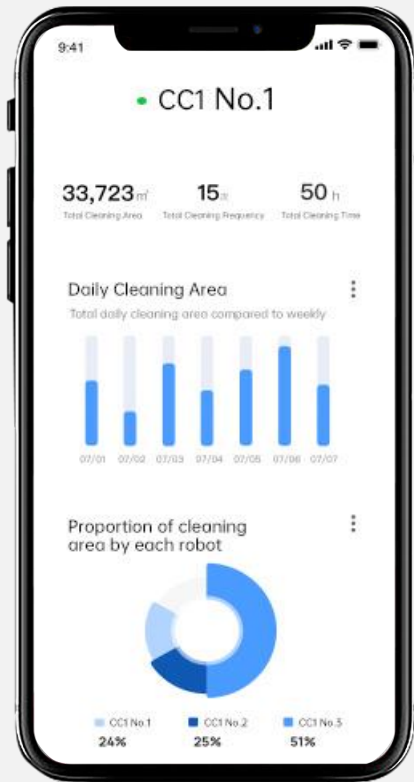 9:41
CC1 No.1
33,723 m² 15 50 h
Total Cleaning Area Total Cleaning Frequency Total Cleaning Time
Daily Cleaning Area
Total daily cleaning area compared to weekly
07/01 07/02 07/03 07/04 07/05 07/06 07/07
Proportion of cleaning
area by each robot
CC1 No.1 CC1 No.2 CC1 No.3
24% 25% 51%